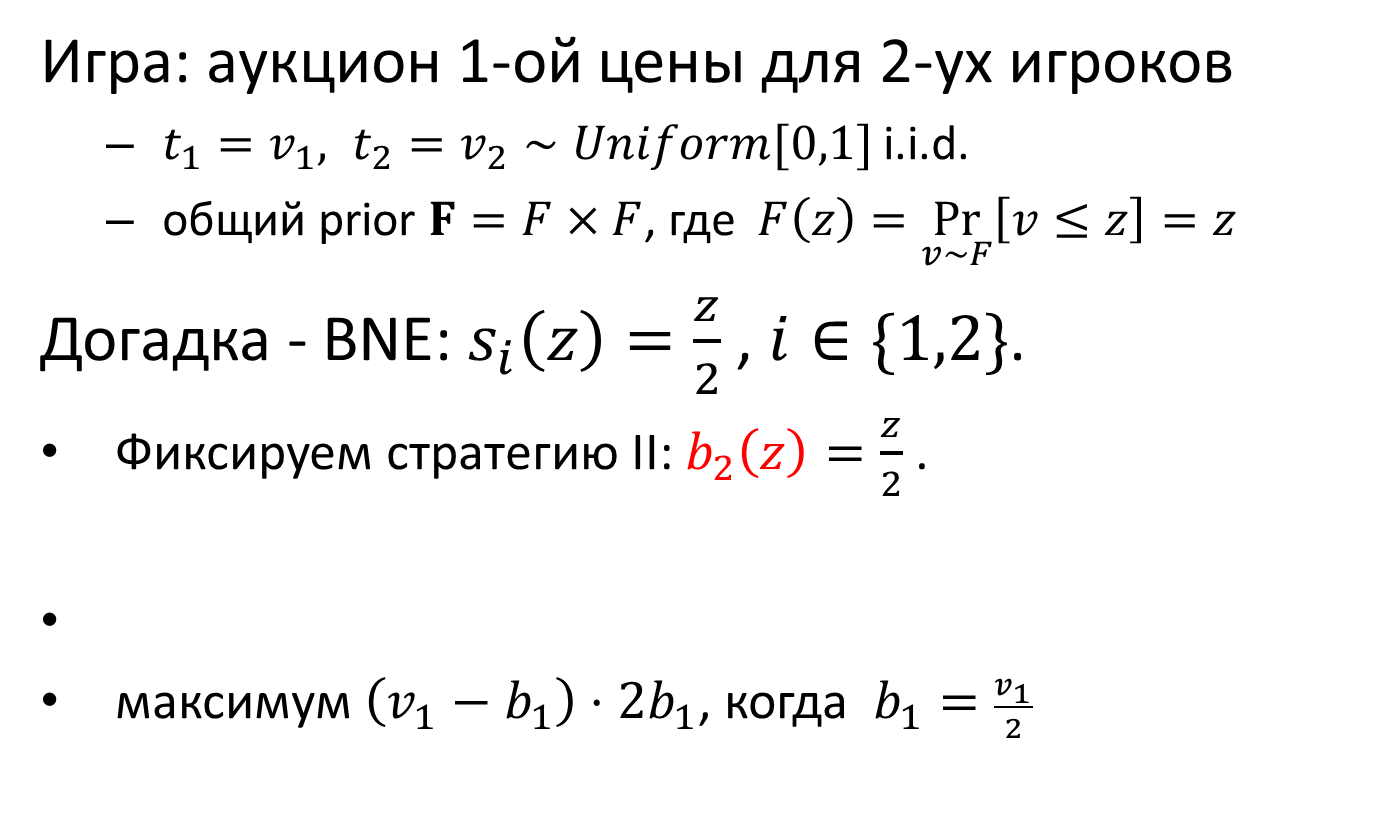 Игра: аукцион 1-ой цены для 2-ух игроков
– t₁ = v₁, t₂ = v₂ ~ Uniform[0,1] i.i.d.
– общий prior F = F × F, где F(z) = Pr_{v~F}[v ≤ z] = z
Догадка - BNE: sᵢ(z) = z/2, i ∈ {1,2}.
• Фиксируем стратегию II: b₂(z) = z/2.
•
• максимум (v₁ − b₁) · 2b₁, когда b₁ = v₁/2